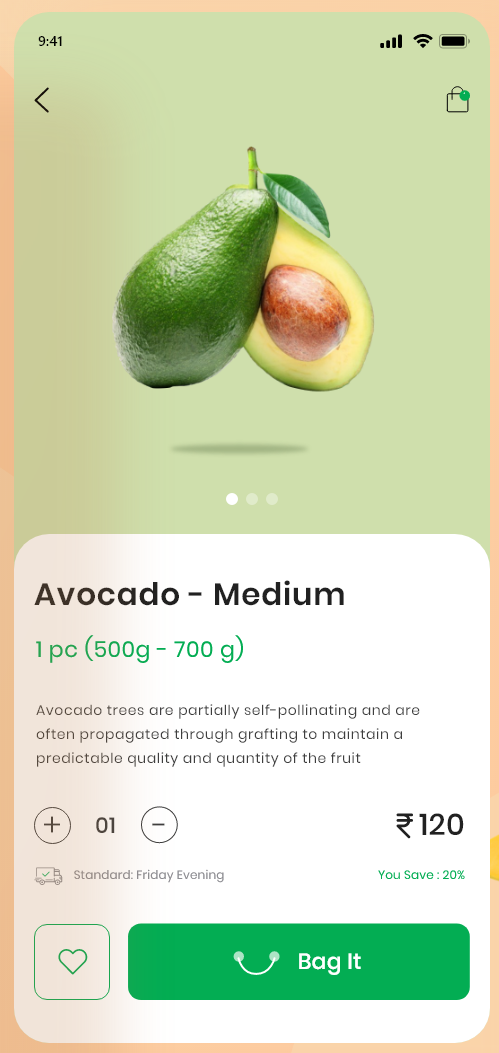 9:41
Avocado - Medium
1 pc (500g - 700 g)
Avocado trees are partially self-pollinating and are
often propagated through grafting to maintain a
predictable quality and quantity of the fruit
+ 01 − ₹120
Standard: Friday Evening You Save : 20%
Bag It